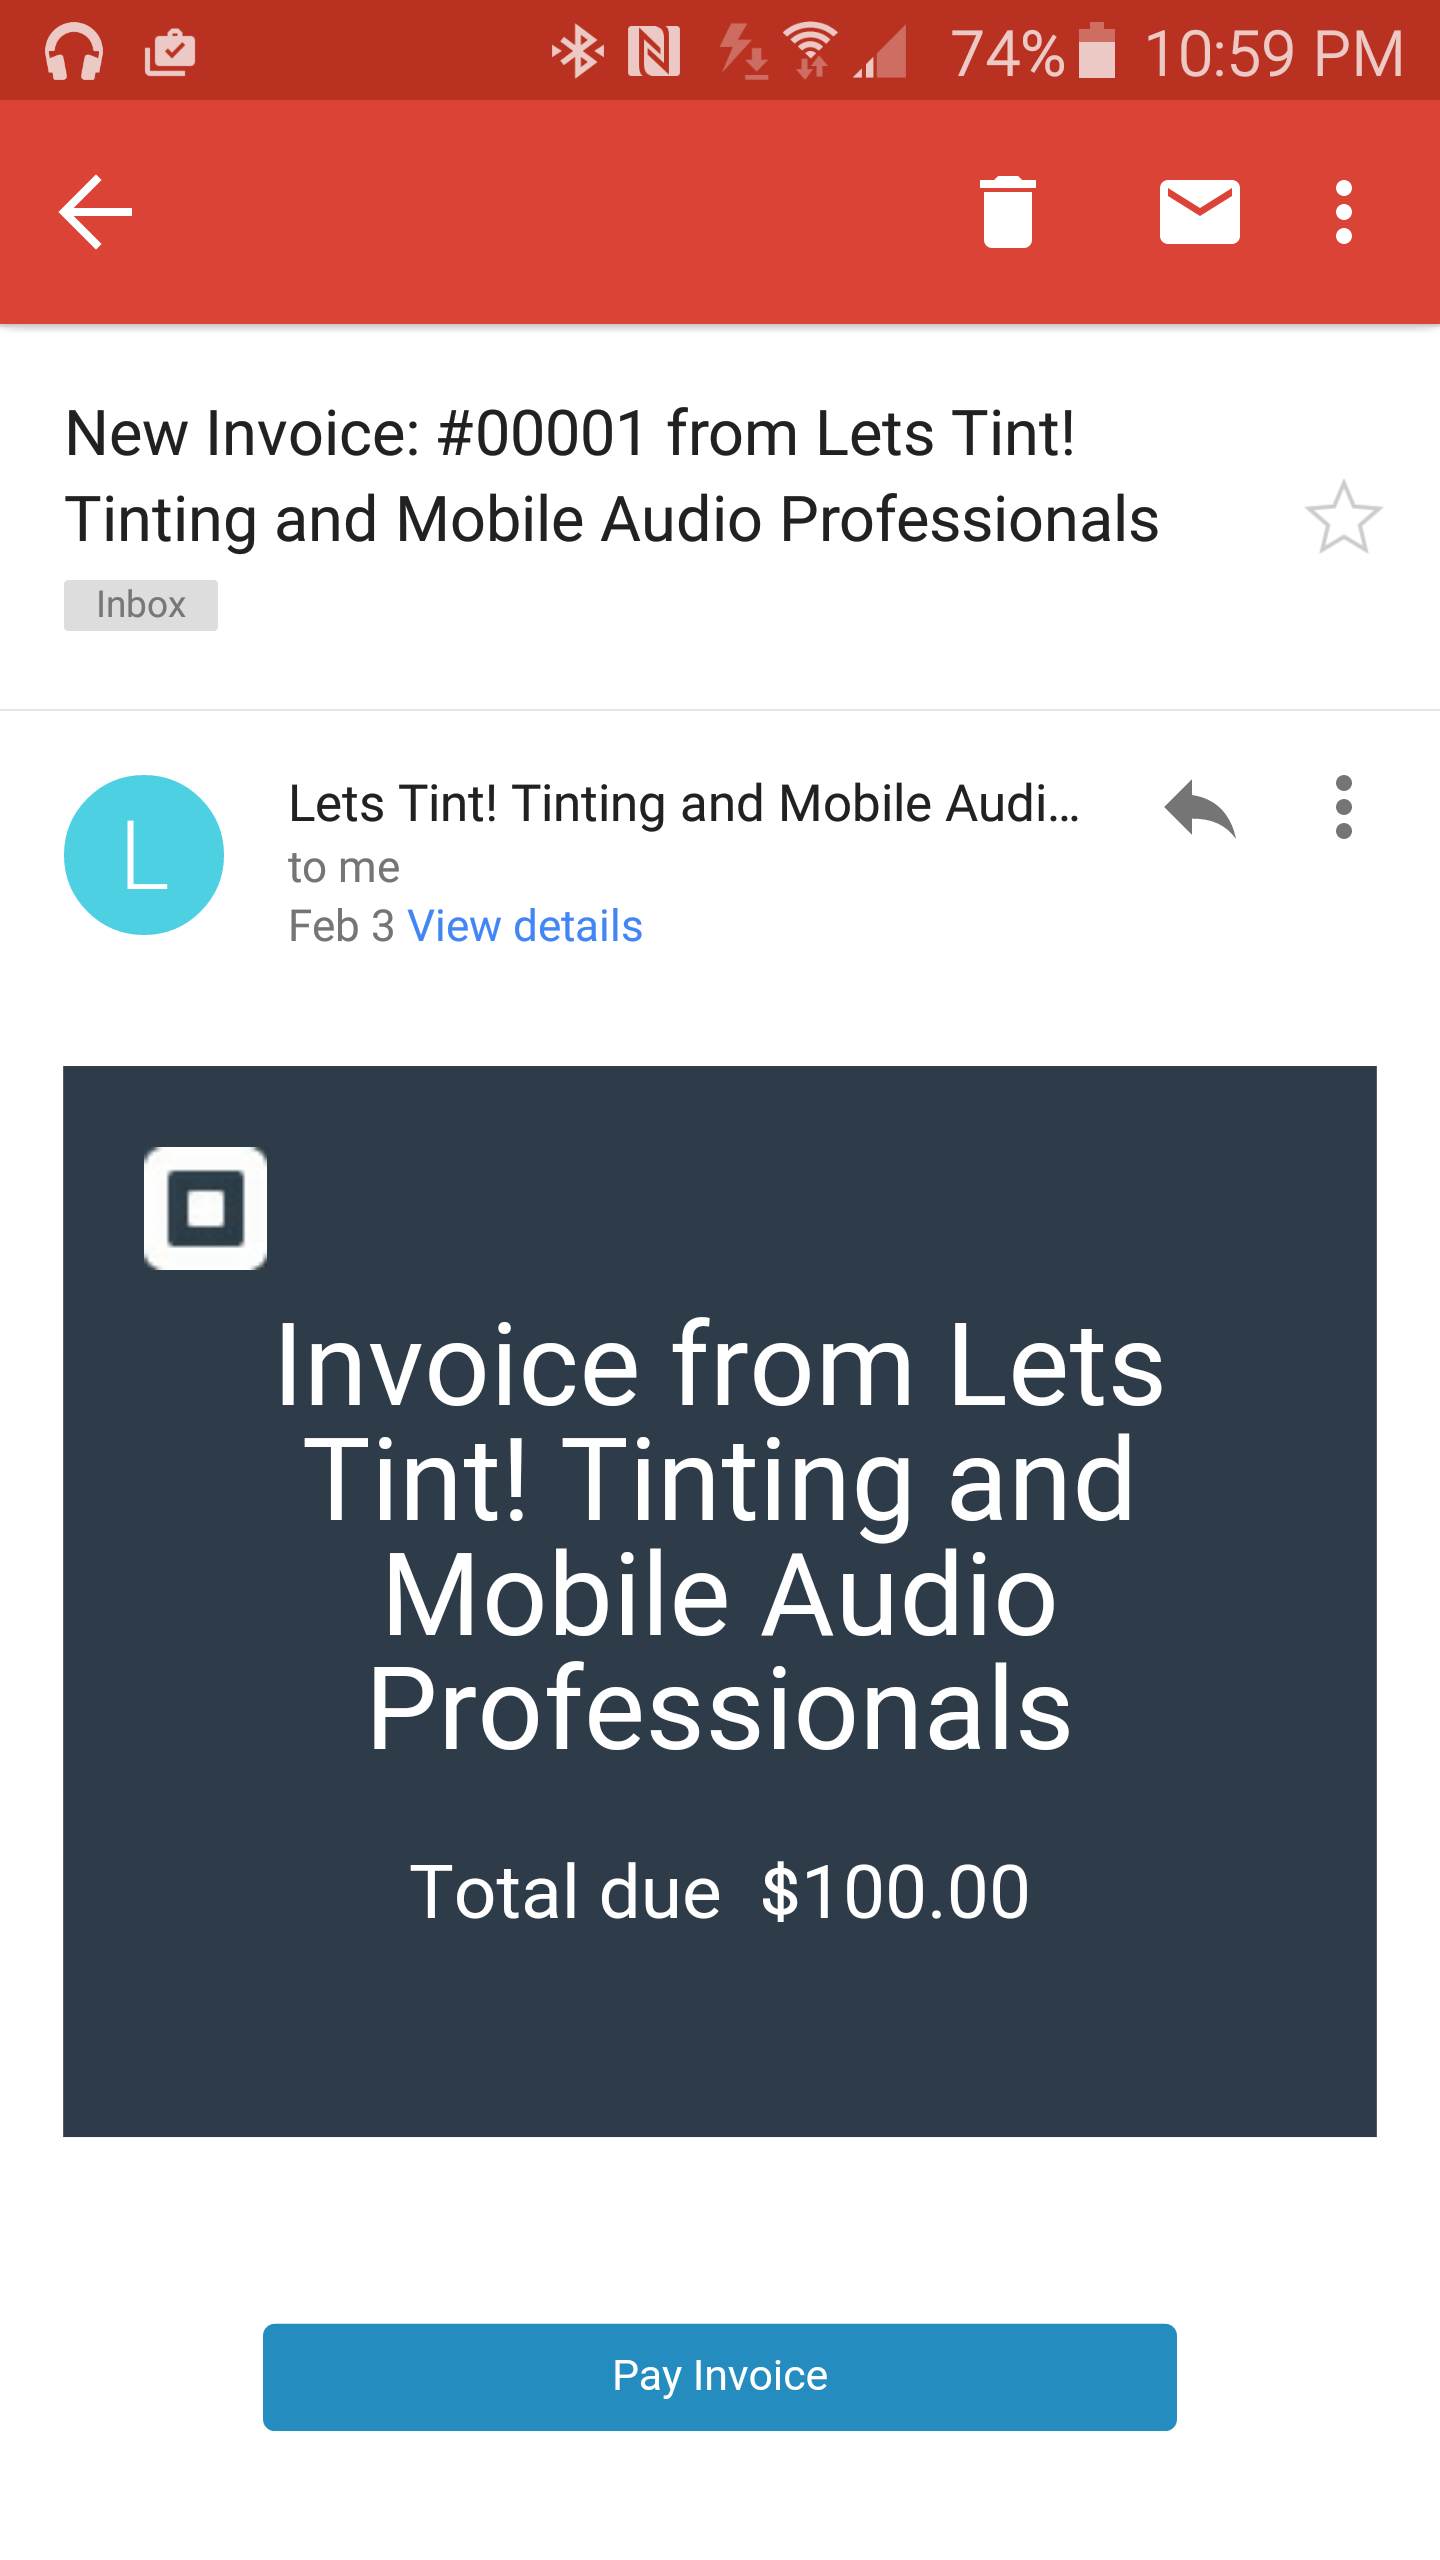 74% 10:59 PM
New Invoice: #00001 from Lets Tint!
Tinting and Mobile Audio Professionals
Inbox
L
Lets Tint! Tinting and Mobile Audi...
to me
Feb 3 View details
Invoice from Lets
Tint! Tinting and
Mobile Audio
Professionals
Total due $100.00
Pay Invoice